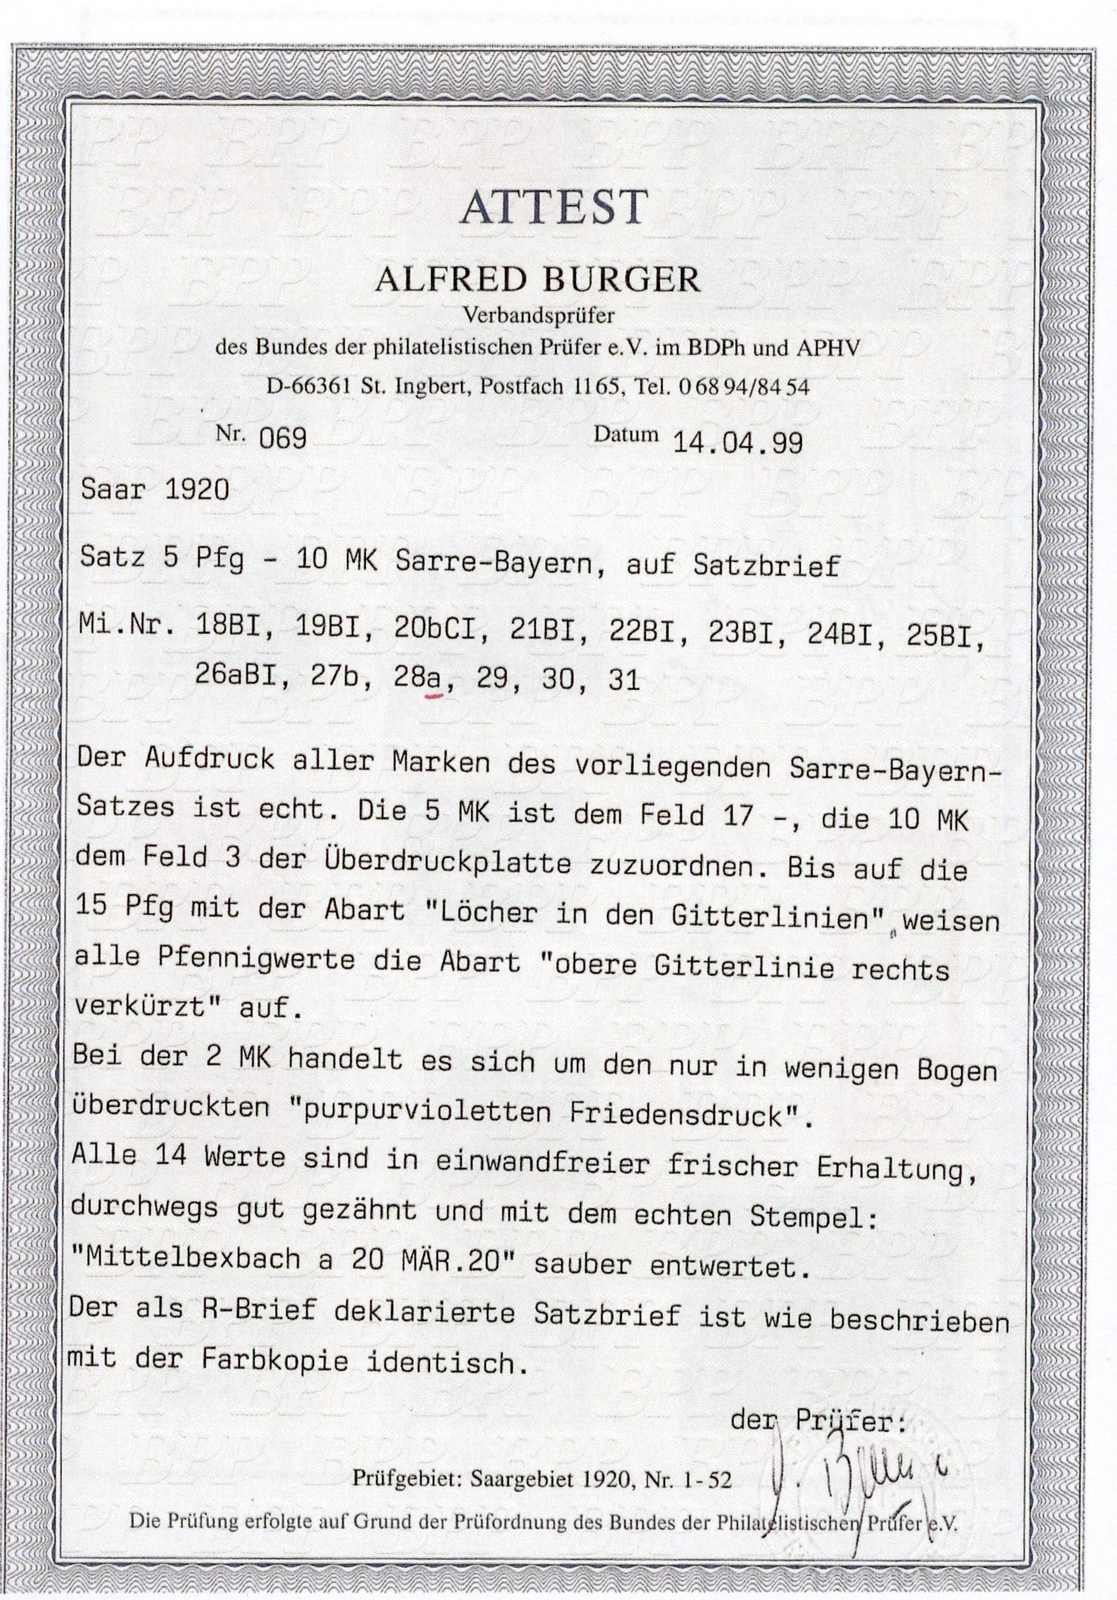 ATTEST
ALFRED BURGER
Verbandsprüfer
des Bundes der philatelistischen Prüfer e.V. im BDPh und APHV
D-66361 St. Ingbert, Postfach 1165, Tel. 0 68 94/84 54
Nr. 069 Datum 14.04.99
Saar 1920
Satz 5 Pfg - 10 MK Sarre-Bayern, auf Satzbrief
Mi.Nr. 18BI, 19BI, 20bCI, 21BI, 22BI, 23BI, 24BI, 25BI,
26aBI, 27b, 28a, 29, 30, 31
Der Aufdruck aller Marken des vorliegenden Sarre-Bayern-
Satzes ist echt. Die 5 MK ist dem Feld 17 -, die 10 MK
dem Feld 3 der Überdruckplatte zuzuordnen. Bis auf die
15 Pfg mit der Abart "Löcher in den Gitterlinien" weisen
alle Pfennigwerte die Abart "obere Gitterlinie rechts
verkürzt" auf.
Bei der 2 MK handelt es sich um den nur in wenigen Bogen
überdruckten "purpurvioletten Friedensdruck".
Alle 14 Werte sind in einwandfreier frischer Erhaltung,
durchwegs gut gezähnt und mit dem echten Stempel:
"Mittelbexbach a 20 MÄR.20" sauber entwertet.
Der als R-Brief deklarierte Satzbrief ist wie beschrieben
mit der Farbkopie identisch.
der Prüfer:
Prüfgebiet: Saargebiet 1920, Nr. 1-52
Die Prüfung erfolgte auf Grund der Prüfordnung des Bundes der Philatelistischen Prüfer e.V.